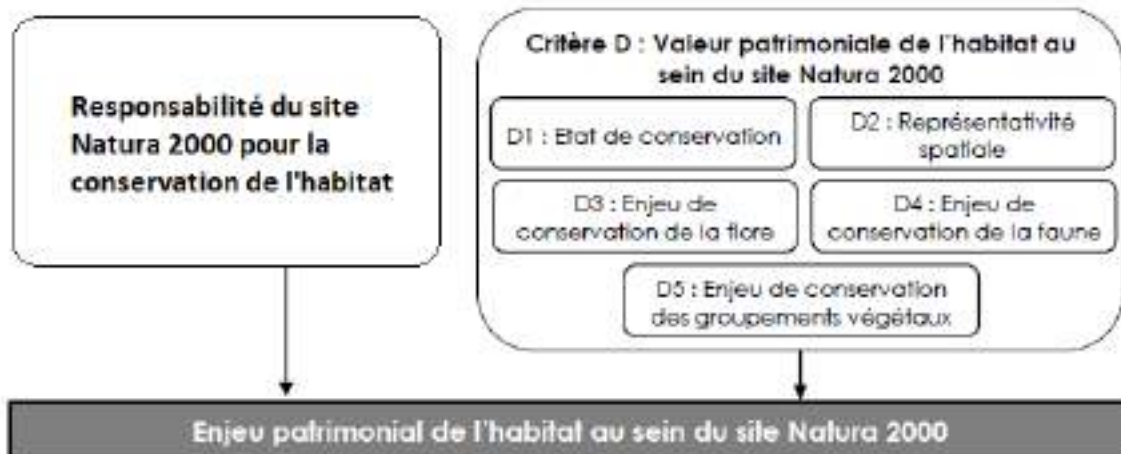 Responsabilité du site
Natura 2000 pour la
conservation de l'habitat
Critère D : Valeur patrimoniale de l'habitat au
sein du site Natura 2000
D1 : Etat de conservation
D2 : Représentativité
spatiale
D3 : Enjeu de
conservation de la flore
D4 : Enjeu de
conservation de la faune
D5 : Enjeu de conservation
des groupements végétaux
Enjeu patrimonial de l'habitat au sein du site Natura 2000